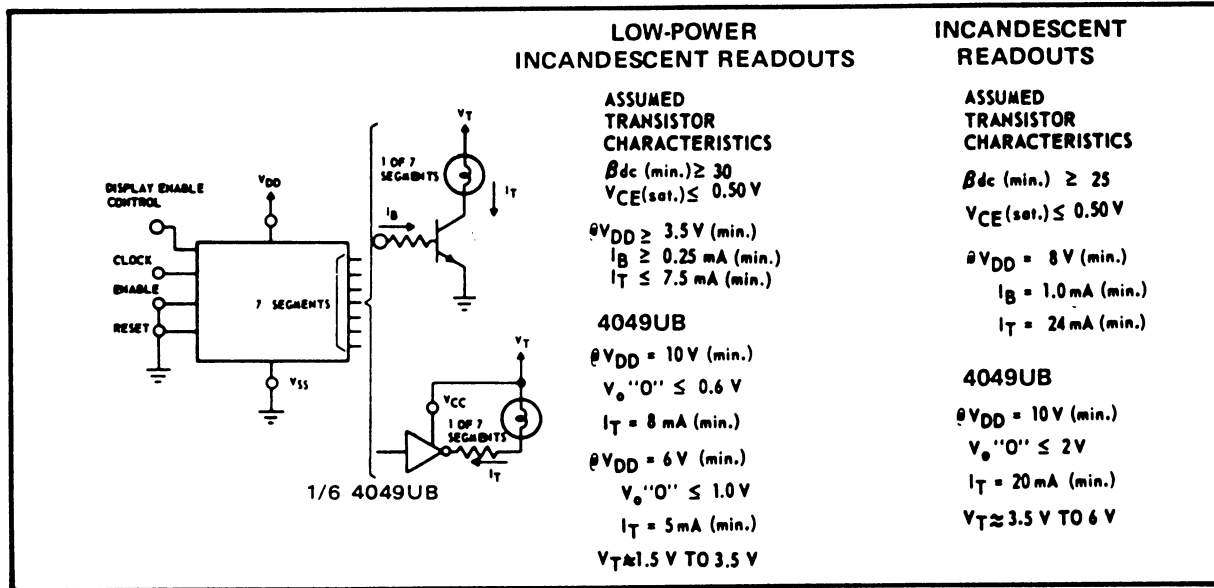 LOW-POWER
INCANDESCENT READOUTS
ASSUMED
TRANSISTOR
CHARACTERISTICS
βdc (min.) ≥ 30
VCE(sat.) ≤ 0.50 V
@VDD ≥ 3.5 V (min.)
IB ≥ 0.25 mA (min.)
IT ≤ 7.5 mA (min.)
4049UB
@VDD = 10 V (min.)
Vo "0" ≤ 0.6 V
IT = 8 mA (min.)
@VDD = 6 V (min.)
Vo "0" ≤ 1.0 V
IT = 5 mA (min.)
VT ≈ 1.5 V TO 3.5 V
INCANDESCENT
READOUTS
ASSUMED
TRANSISTOR
CHARACTERISTICS
βdc (min.) ≥ 25
VCE(sat.) ≤ 0.50 V
@VDD = 8 V (min.)
IB = 1.0 mA (min.)
IT = 24 mA (min.)
4049UB
@VDD = 10 V (min.)
Vo "0" ≤ 2V
IT = 20 mA (min.)
VT ≈ 3.5 V TO 6 V
DISPLAY ENABLE
CONTROL
VDD
CLOCK
ENABLE
RESET
7 SEGMENTS
VSS
VT
1 OF 7
SEGMENTS
IT
IB
VT
VCC
1 OF 7
SEGMENTS
IT
1/6 4049UB